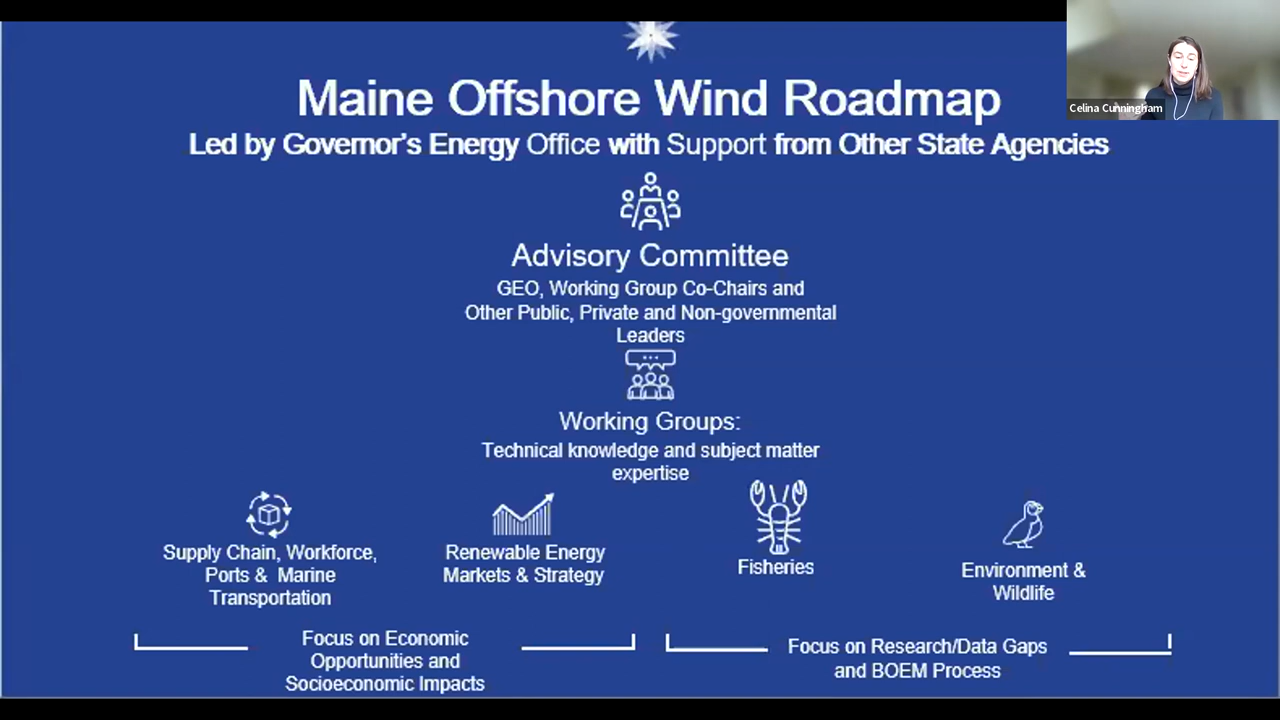 Maine Offshore Wind Roadmap
Led by Governor's Energy Office with Support from Other State Agencies
Celina Cunningham
Advisory Committee
GEO, Working Group Co-Chairs and
Other Public, Private and Non-governmental
Leaders
Working Groups:
Technical knowledge and subject matter
expertise
Supply Chain, Workforce,
Ports & Marine
Transportation
Renewable Energy
Markets & Strategy
Fisheries
Environment &
Wildlife
Focus on Economic
Opportunities and
Socioeconomic Impacts
Focus on Research/Data Gaps
and BOEM Process